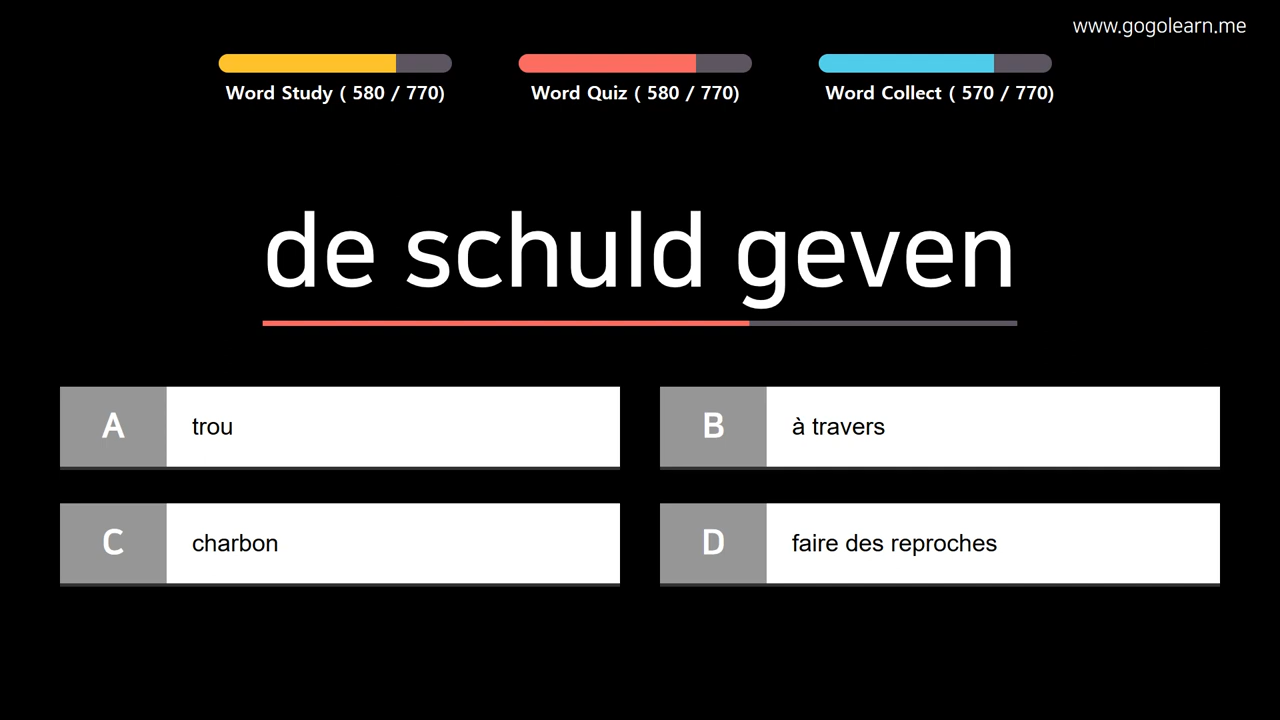 www.gogolearn.me
Word Study ( 580 / 770)
Word Quiz ( 580 / 770)
Word Collect ( 570 / 770)
de schuld geven
A trou
B à travers
C charbon
D faire des reproches